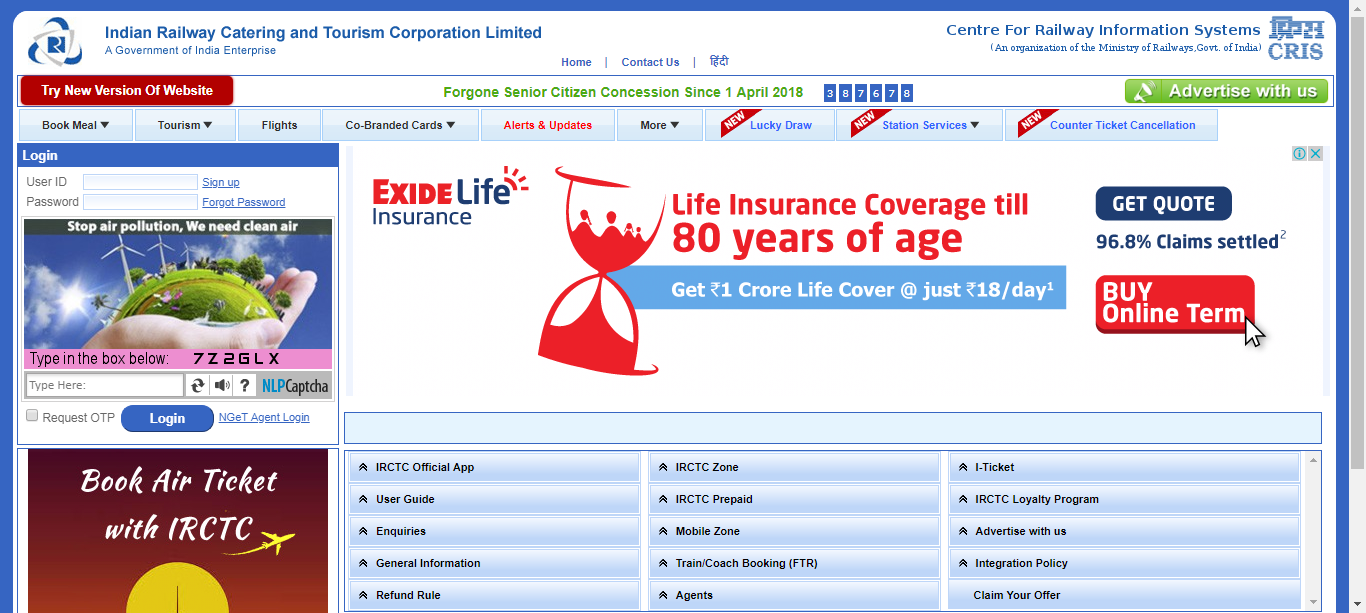 Indian Railway Catering and Tourism Corporation Limited
A Government of India Enterprise
Centre For Railway Information Systems
(An organization of the Ministry of Railways,Govt. of India)
CRIS
Home | Contact Us | हिंदी
Try New Version Of Website
Forgone Senior Citizen Concession Since 1 April 2018 387678
Advertise with us
Book Meal Tourism Flights Co-Branded Cards Alerts & Updates More NEW Lucky Draw NEW Station Services NEW Counter Ticket Cancellation
Login
User ID Sign up
Password Forgot Password
Stop air pollution, We need clean air
Type in the box below: 7Z2GLX
Type Here: ? NLPCaptcha
Request OTP Login NGeT Agent Login
EXIDE Life
Insurance
Life Insurance Coverage till
80 years of age
Get ₹1 Crore Life Cover @ just ₹18/day1
GET QUOTE
96.8% Claims settled2
BUY
Online Term
Book Air Ticket
with IRCTC
IRCTC Official App IRCTC Zone I-Ticket
User Guide IRCTC Prepaid IRCTC Loyalty Program
Enquiries Mobile Zone Advertise with us
General Information Train/Coach Booking (FTR) Integration Policy
Refund Rule Agents Claim Your Offer